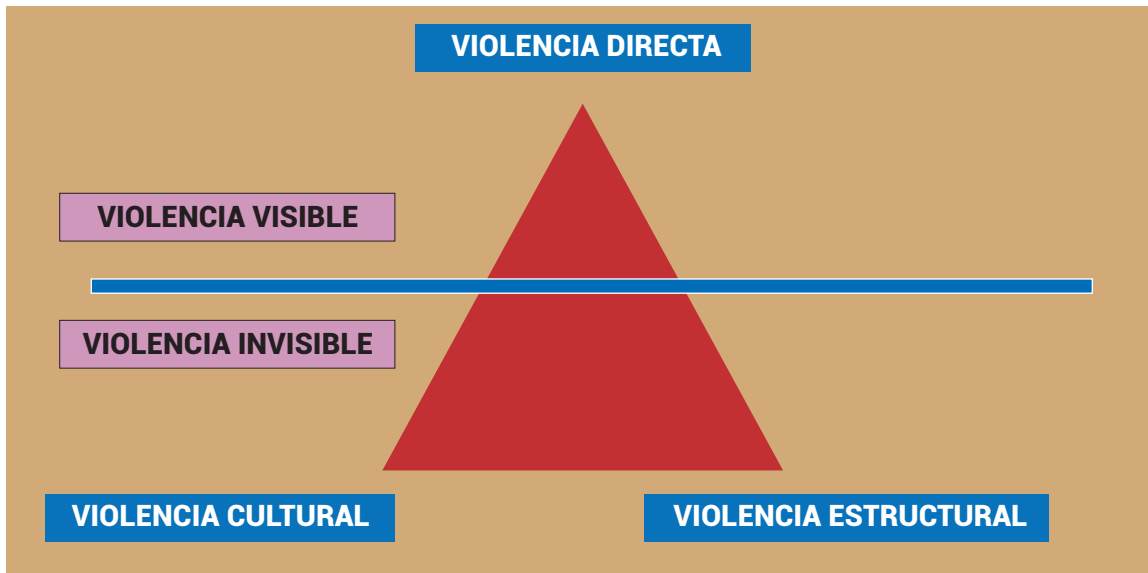 VIOLENCIA DIRECTA
VIOLENCIA VISIBLE
VIOLENCIA INVISIBLE
VIOLENCIA CULTURAL
VIOLENCIA ESTRUCTURAL